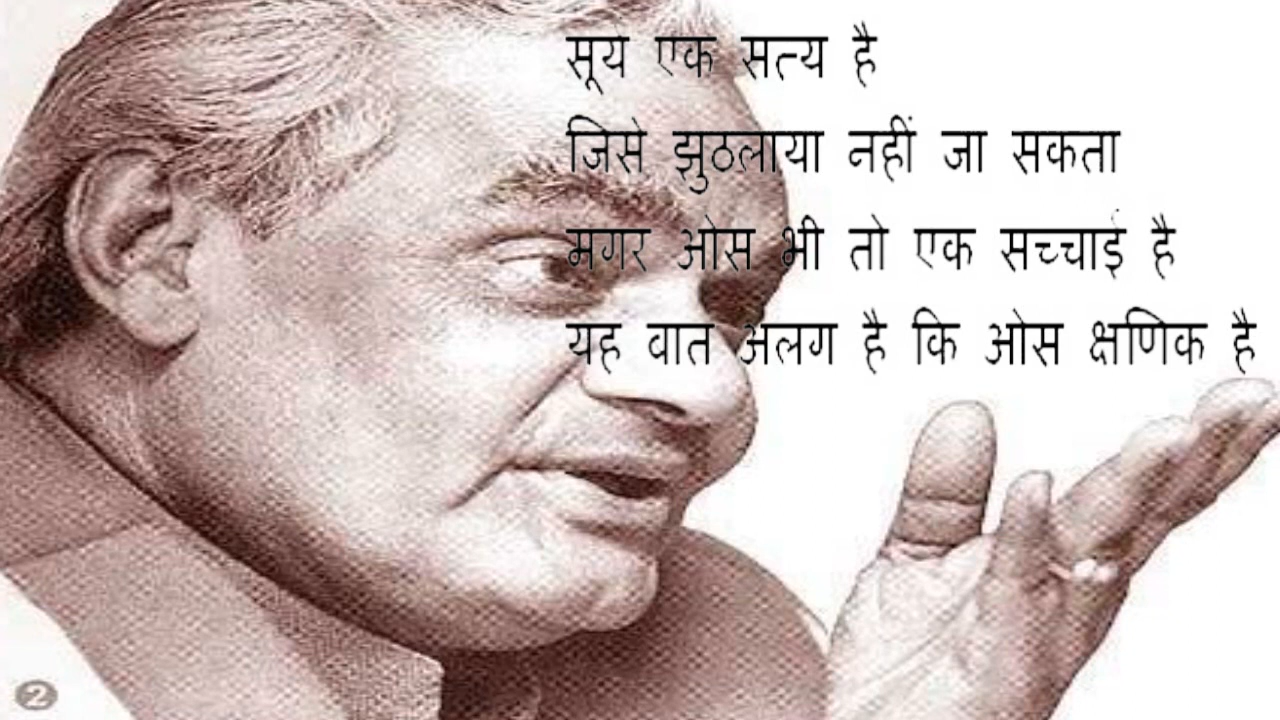 सूय एक सत्य है
जिसे झुठलाया नहीं जा सकता
मगर ओस भी तो एक सच्चाई है
यह वात अलग है कि ओस क्षणिक है
2